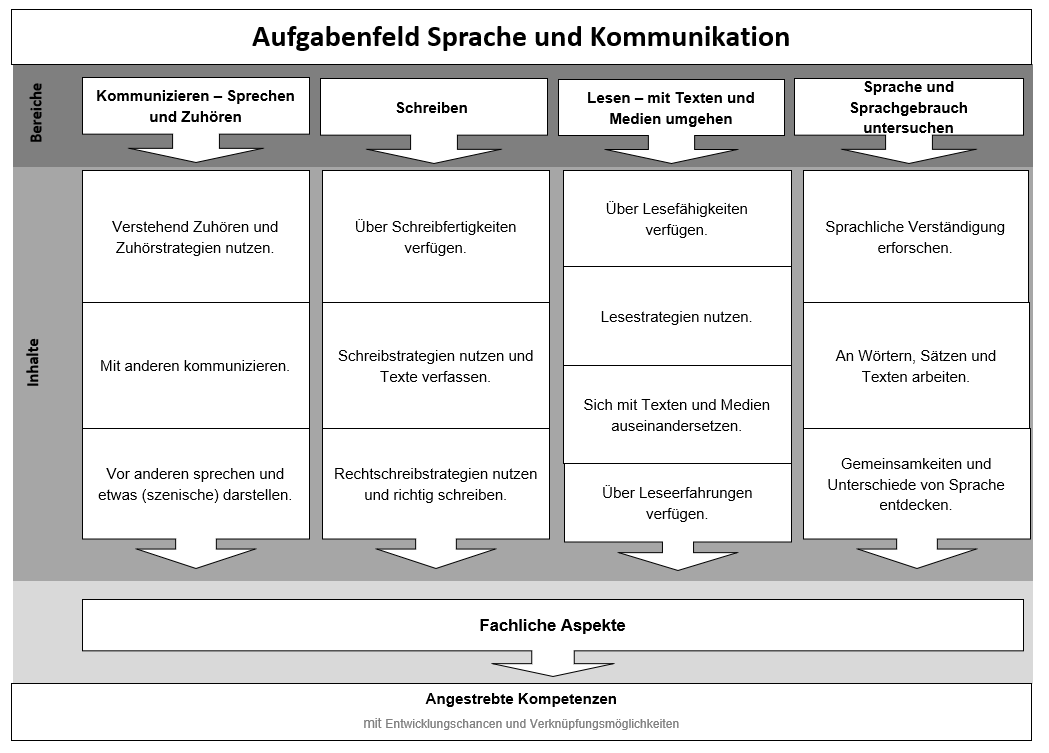 Aufgabenfeld Sprache und Kommunikation
Bereiche
Kommunizieren – Sprechen
und Zuhören
Schreiben
Lesen – mit Texten und
Medien umgehen
Sprache und
Sprachgebrauch
untersuchen
Inhalte
Verstehend Zuhören und
Zuhörstrategien nutzen.
Mit anderen kommunizieren.
Vor anderen sprechen und
etwas (szenische) darstellen.
Über Schreibfertigkeiten
verfügen.
Schreibstrategien nutzen und
Texte verfassen.
Rechtschreibstrategien nutzen
und richtig schreiben.
Über Lesefähigkeiten
verfügen.
Lesestrategien nutzen.
Sich mit Texten und Medien
auseinandersetzen.
Über Leseerfahrungen
verfügen.
Sprachliche Verständigung
erforschen.
An Wörtern, Sätzen und
Texten arbeiten.
Gemeinsamkeiten und
Unterschiede von Sprache
entdecken.
Fachliche Aspekte
Angestrebte Kompetenzen
mit Entwicklungschancen und Verknüpfungsmöglichkeiten